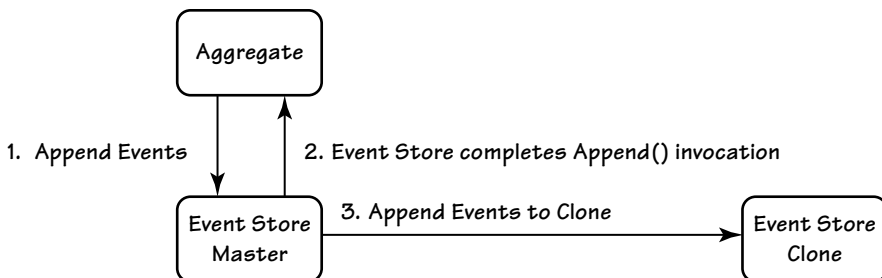 Aggregate
1. Append Events
2. Event Store completes Append() invocation
3. Append Events to Clone
Event Store
Master
Event Store
Clone